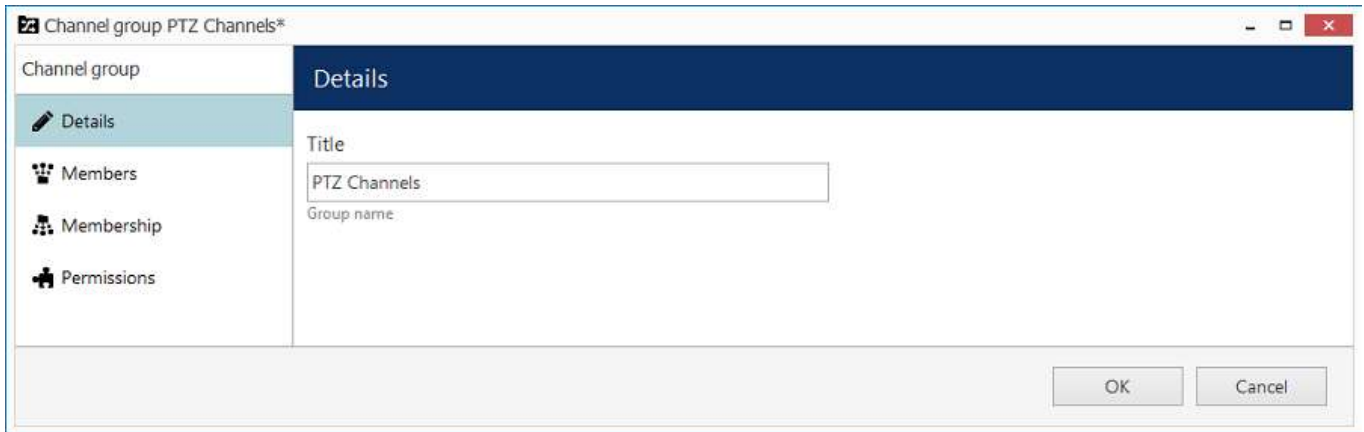 Channel group PTZ Channels*
Channel group
Details
Members
Membership
Permissions
Details
Title
PTZ Channels
Group name
OK
Cancel